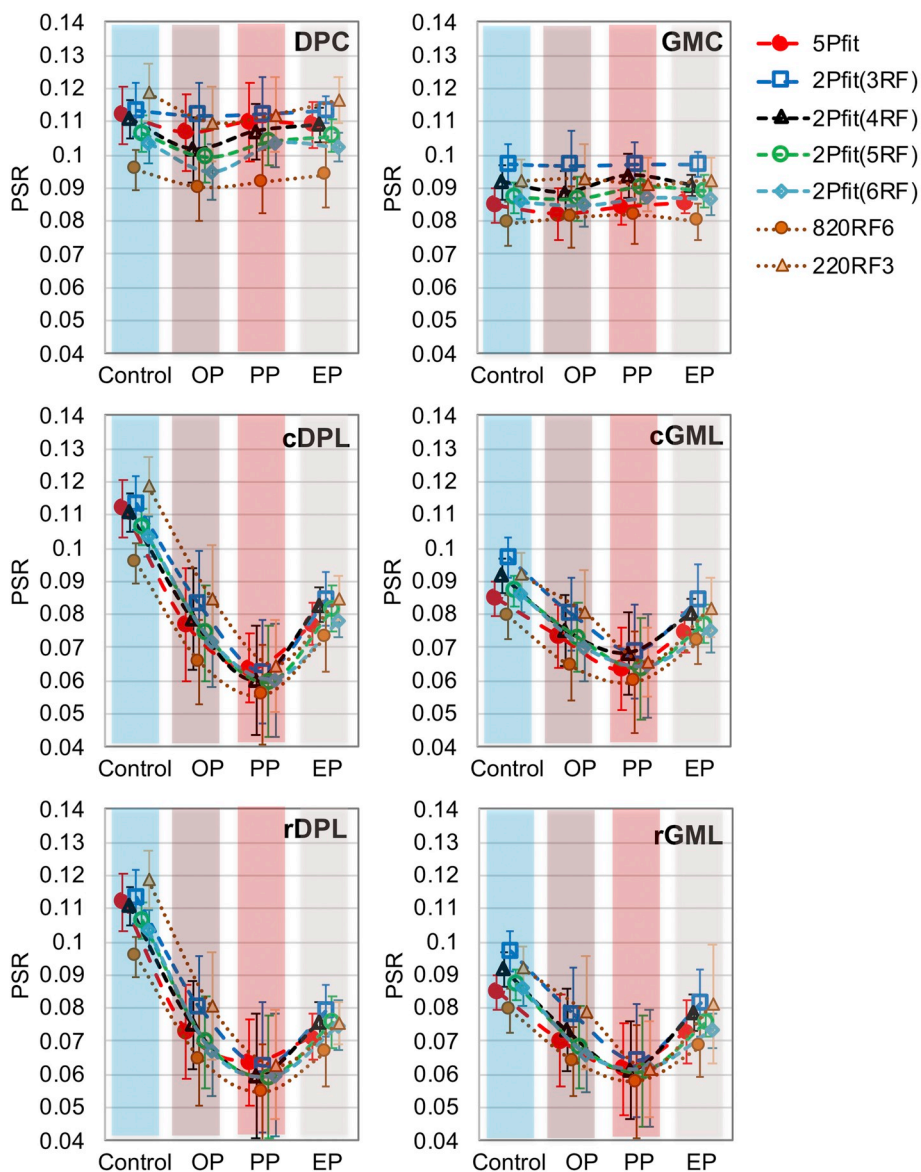 0.14
0.13
0.12
0.11
0.1
0.09
0.08
0.07
0.06
0.05
0.04
PSR
DPC
Control OP PP EP
0.14
0.13
0.12
0.11
0.1
0.09
0.08
0.07
0.06
0.05
0.04
PSR
GMC
Control OP PP EP
5Pfit
2Pfit(3RF)
2Pfit(4RF)
2Pfit(5RF)
2Pfit(6RF)
820RF6
220RF3
0.14
0.13
0.12
0.11
0.1
0.09
0.08
0.07
0.06
0.05
0.04
PSR
cDPL
Control OP PP EP
0.14
0.13
0.12
0.11
0.1
0.09
0.08
0.07
0.06
0.05
0.04
PSR
cGML
Control OP PP EP
0.14
0.13
0.12
0.11
0.1
0.09
0.08
0.07
0.06
0.05
0.04
PSR
rDPL
Control OP PP EP
0.14
0.13
0.12
0.11
0.1
0.09
0.08
0.07
0.06
0.05
0.04
PSR
rGML
Control OP PP EP